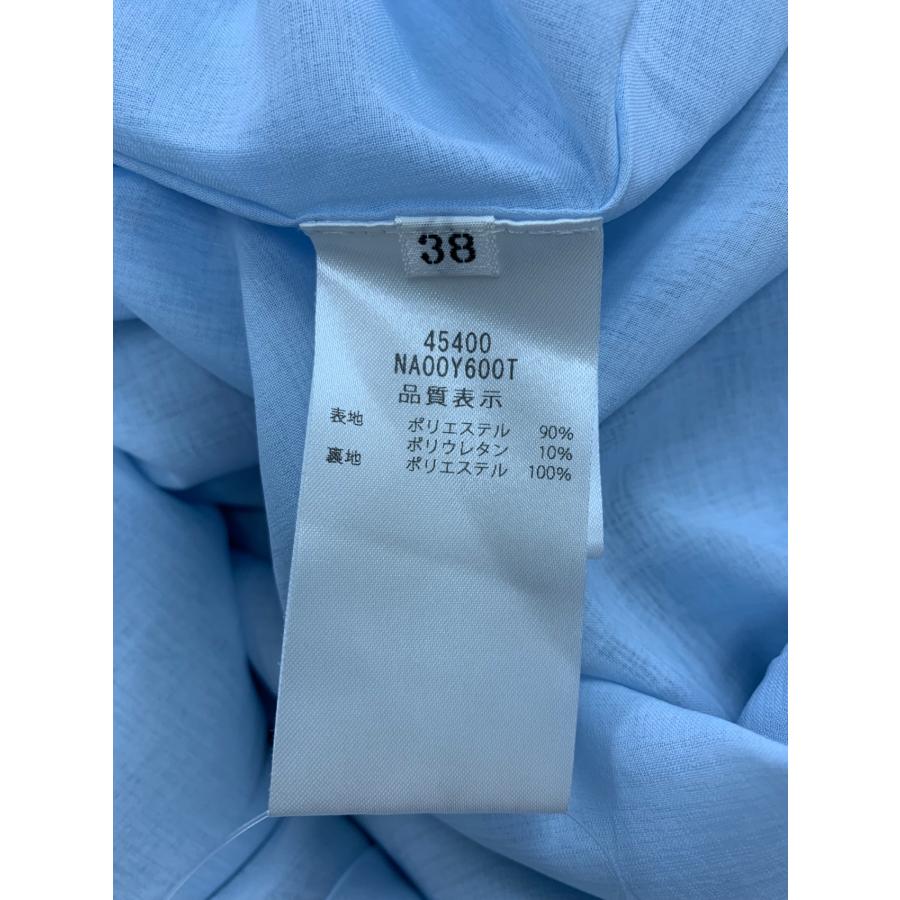 38
45400
NA00Y600T
品質表示
表地 ポリエステル 90%
ポリウレタン 10%
裏地 ポリエステル 100%